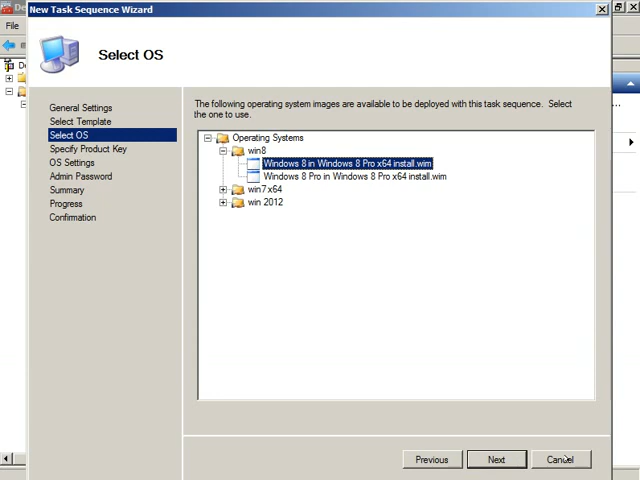 New Task Sequence Wizard
File
Select OS
General Settings
Select Template
Select OS
Specify Product Key
OS Settings
Admin Password
Summary
Progress
Confirmation
The following operating system images are available to be deployed with this task sequence. Select
the one to use.
Operating Systems
win8
Windows 8 in Windows 8 Pro x64 install.wim
Windows 8 Pro in Windows 8 Pro x64 install.wim
win7 x64
win 2012
Previous
Next
Cancel